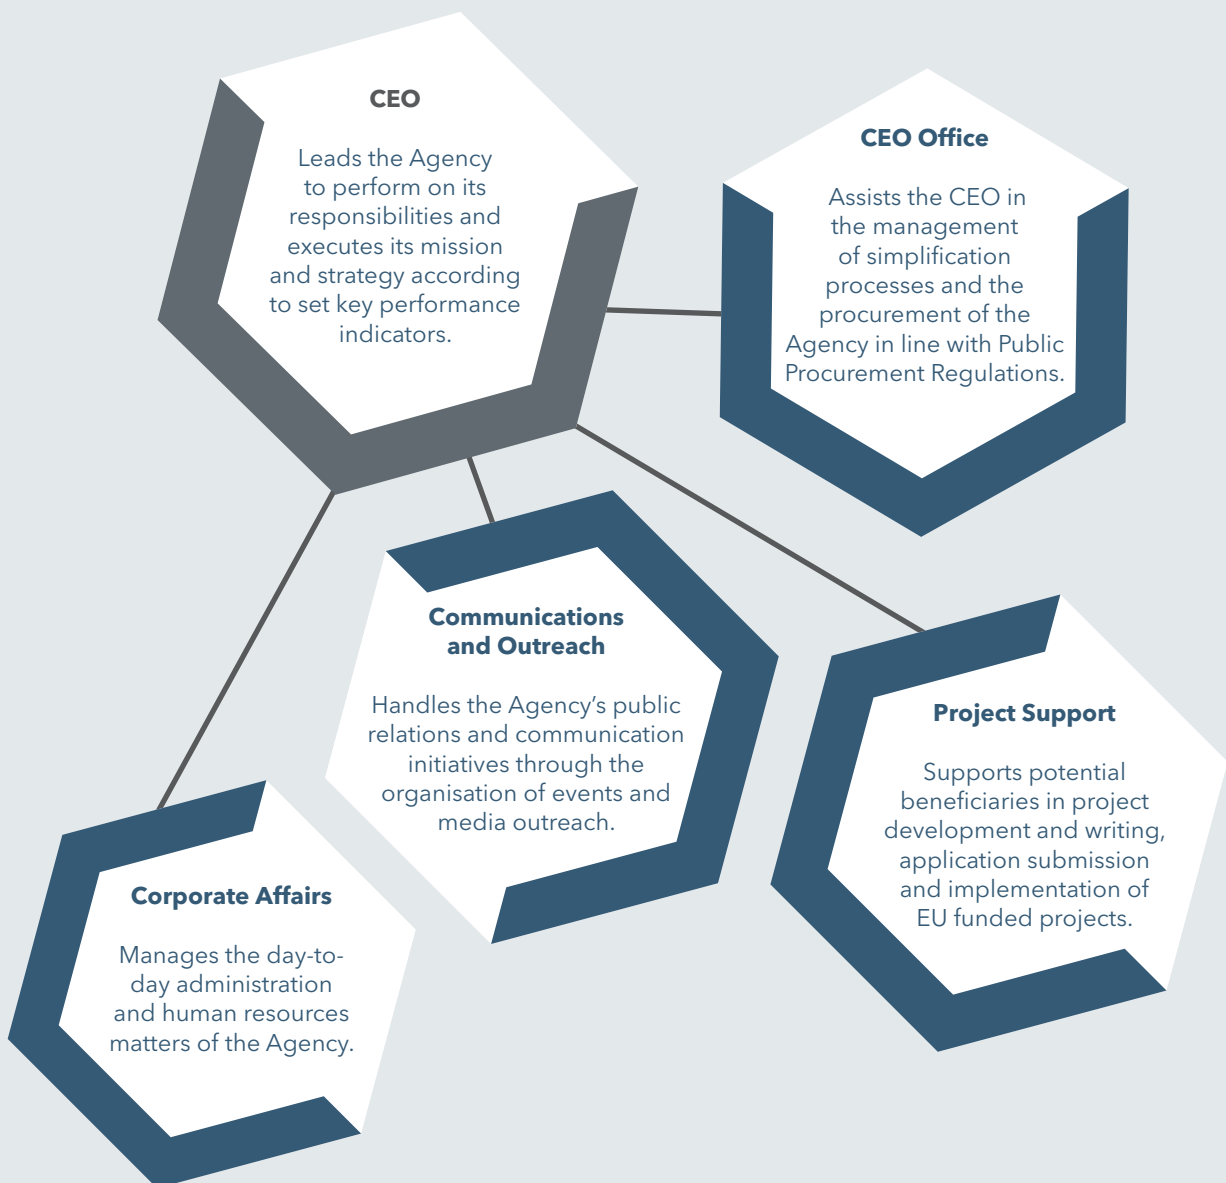 CEO
Leads the Agency
to perform on its
responsibilities and
executes its mission
and strategy according
to set key performance
indicators.
CEO Office
Assists the CEO in
the management
of simplification
processes and the
procurement of the
Agency in line with Public
Procurement Regulations.
Communications
and Outreach
Handles the Agency’s public
relations and communication
initiatives through the
organisation of events and
media outreach.
Project Support
Supports potential
beneficiaries in project
development and writing,
application submission
and implementation of
EU funded projects.
Corporate Affairs
Manages the day-to-
day administration
and human resources
matters of the Agency.